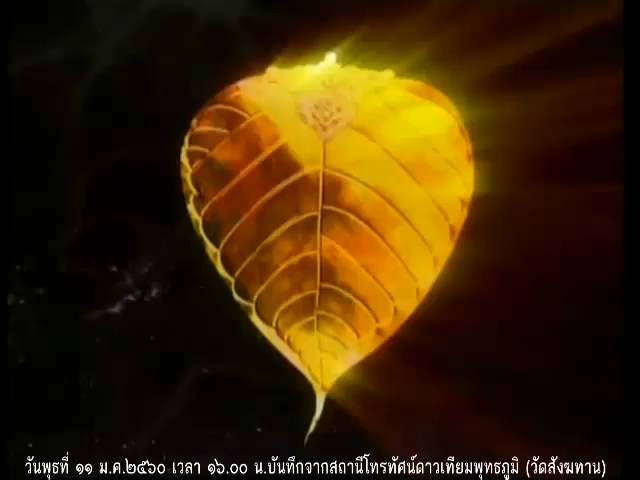 วันพุธที่ ๑๑ ม.ค.๒๕๖๐ เวลา ๑๖.๐๐ น.บันทึกจากสถานีโทรทัศน์ดาวเทียมพุทธภูมิ (วัดสังฆทาน)